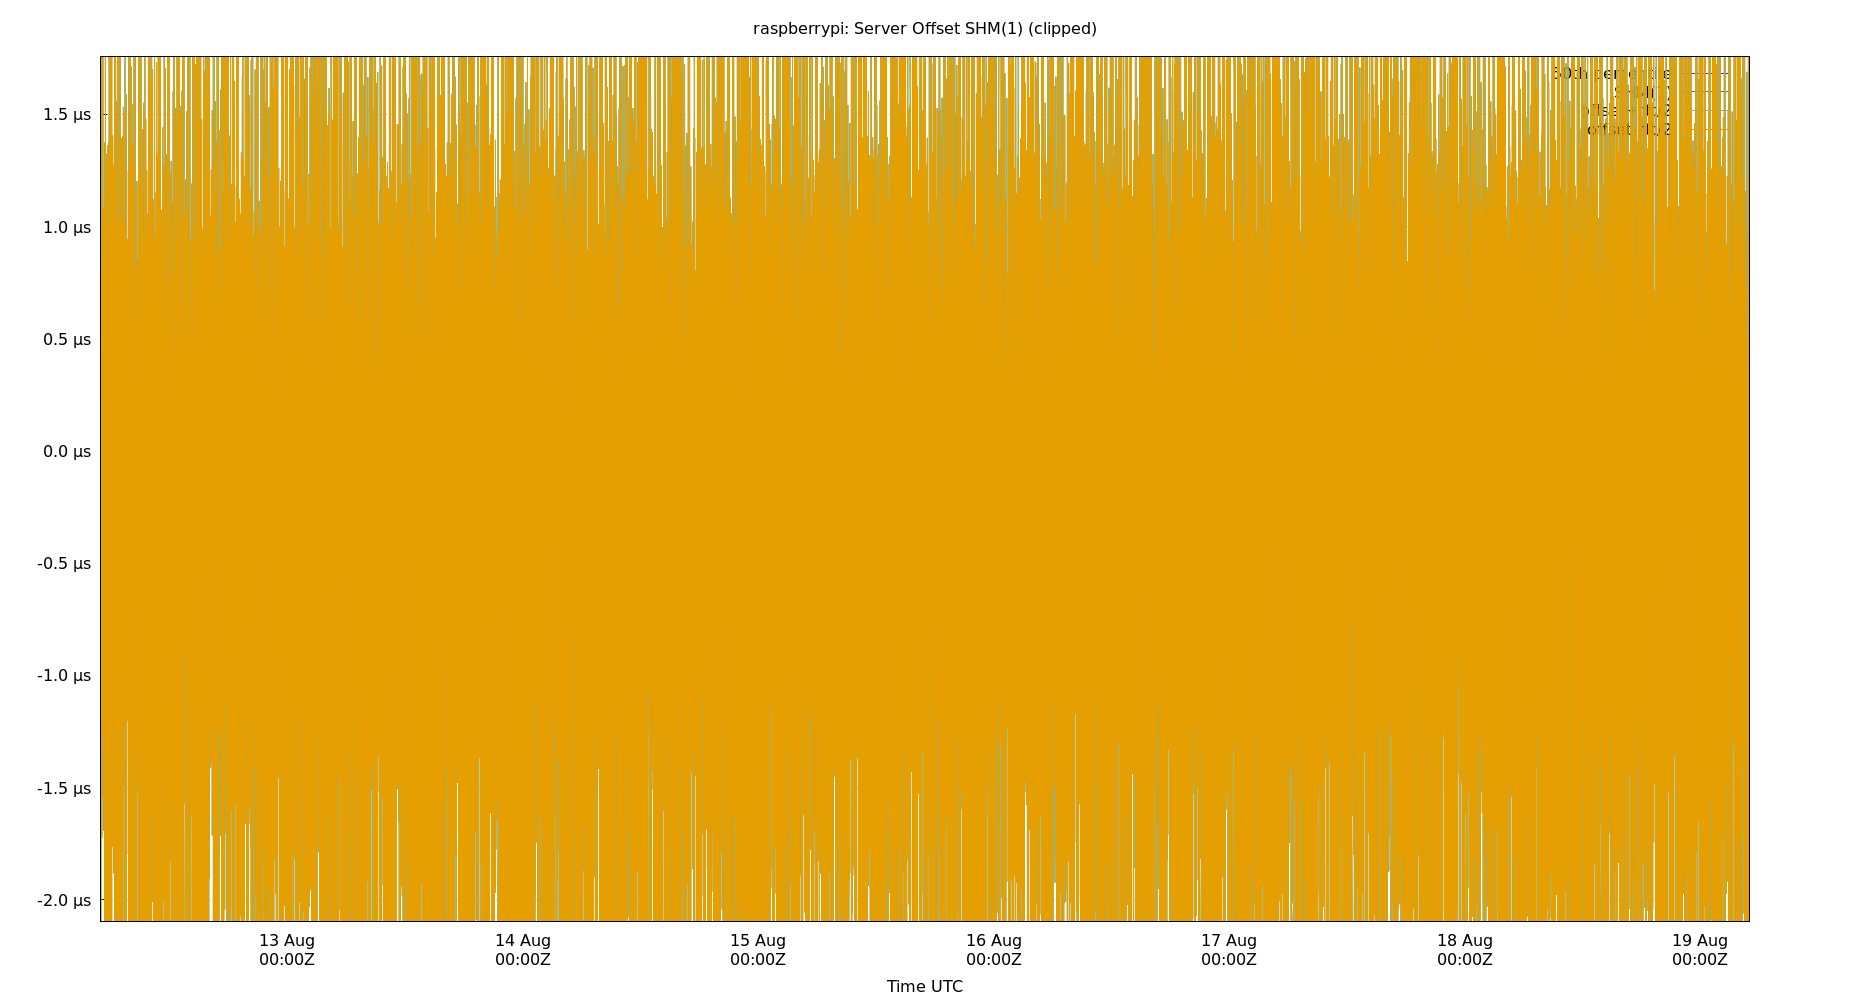 raspberrypi: Server Offset SHM(1) (clipped)
1.5 µs
1.0 µs
0.5 µs
0.0 µs
-0.5 µs
-1.0 µs
-1.5 µs
-2.0 µs
13 Aug
00:00Z
14 Aug
00:00Z
15 Aug
00:00Z
16 Aug
00:00Z
17 Aug
00:00Z
18 Aug
00:00Z
19 Aug
00:00Z
Time UTC